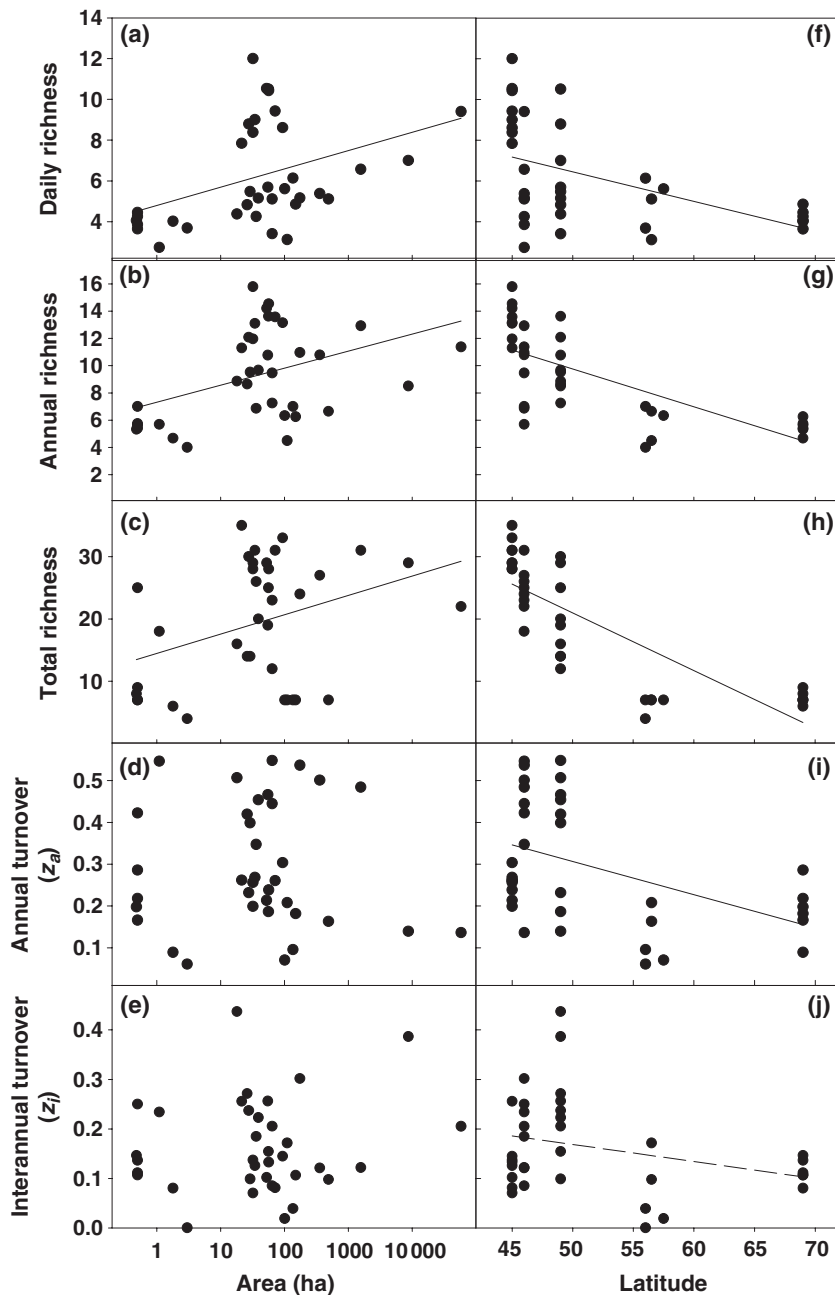 (a)
(f)
Daily richness
14
12
10
8
6
4
(b)
(g)
Annual richness
16
14
12
10
8
6
4
2
(c)
(h)
Total richness
30
20
10
(d)
(i)
Annual turnover
(za)
0.5
0.4
0.3
0.2
0.1
(e)
(j)
Interannual turnover
(zi)
0.4
0.3
0.2
0.1
0.0
1 10 100 1000 10 000
45 50 55 60 65 70
Area (ha)
Latitude